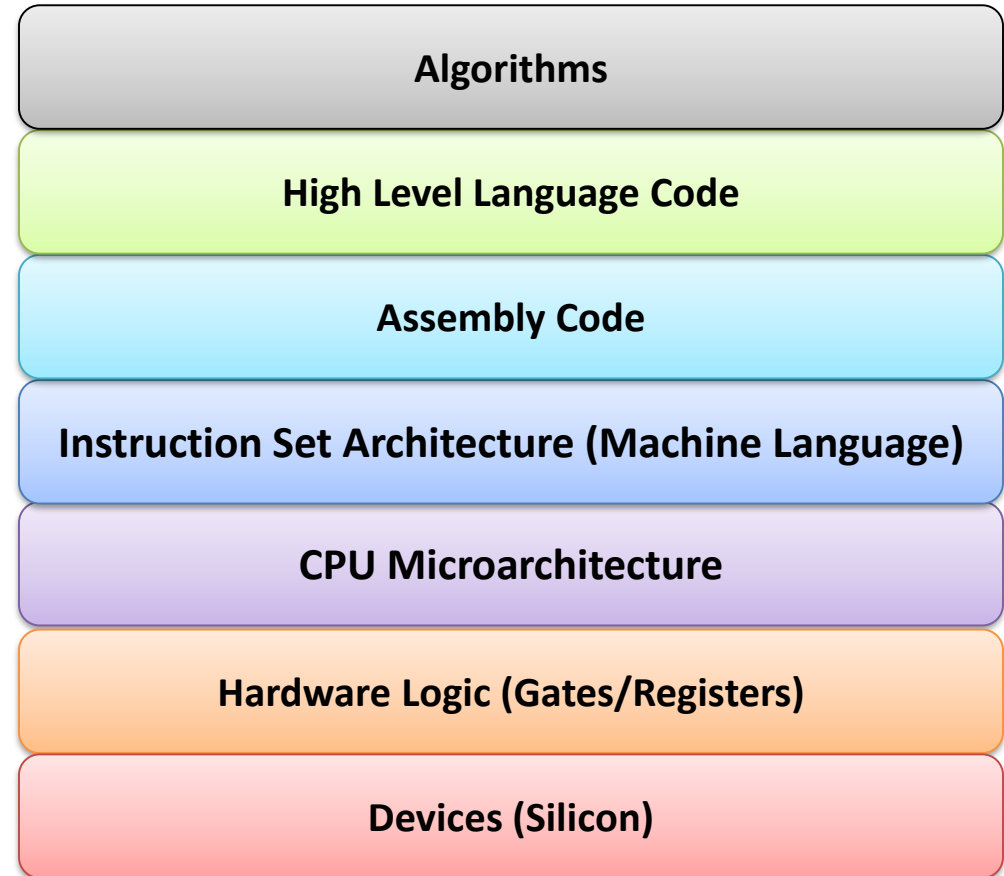 Algorithms
High Level Language Code
Assembly Code
Instruction Set Architecture (Machine Language)
CPU Microarchitecture
Hardware Logic (Gates/Registers)
Devices (Silicon)